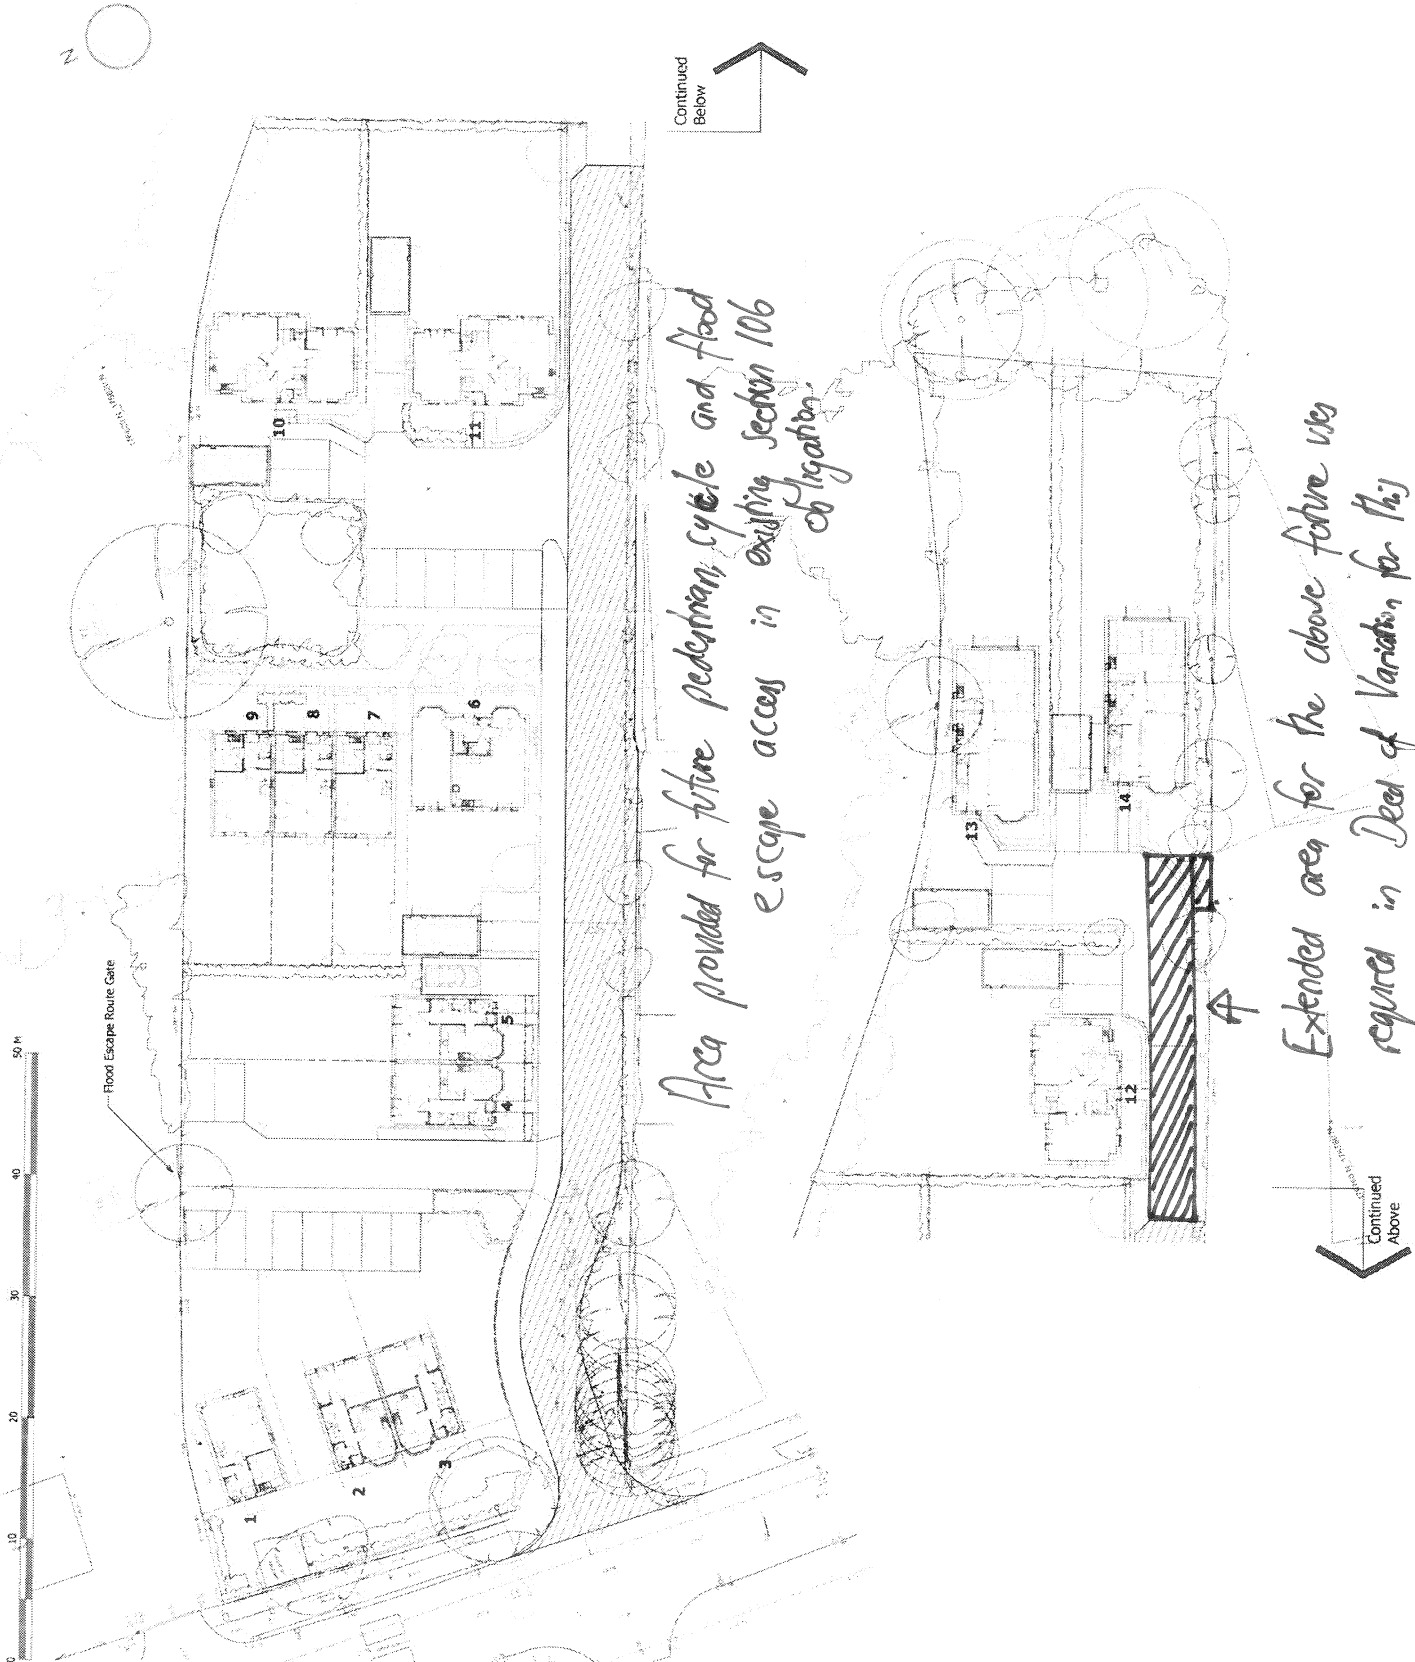 N
0
10
20
30
40
50 M
Flood Escape Route Gate
1
2
3
4
5
6
7
8
9
10
11
Continued
Below
Area provided for future pedestrian, cycle and flood
escape access in existing section 106
obligation.
12
13
14
Continued
Above
Extended area for the above future uses
required in Deed of Variation for this